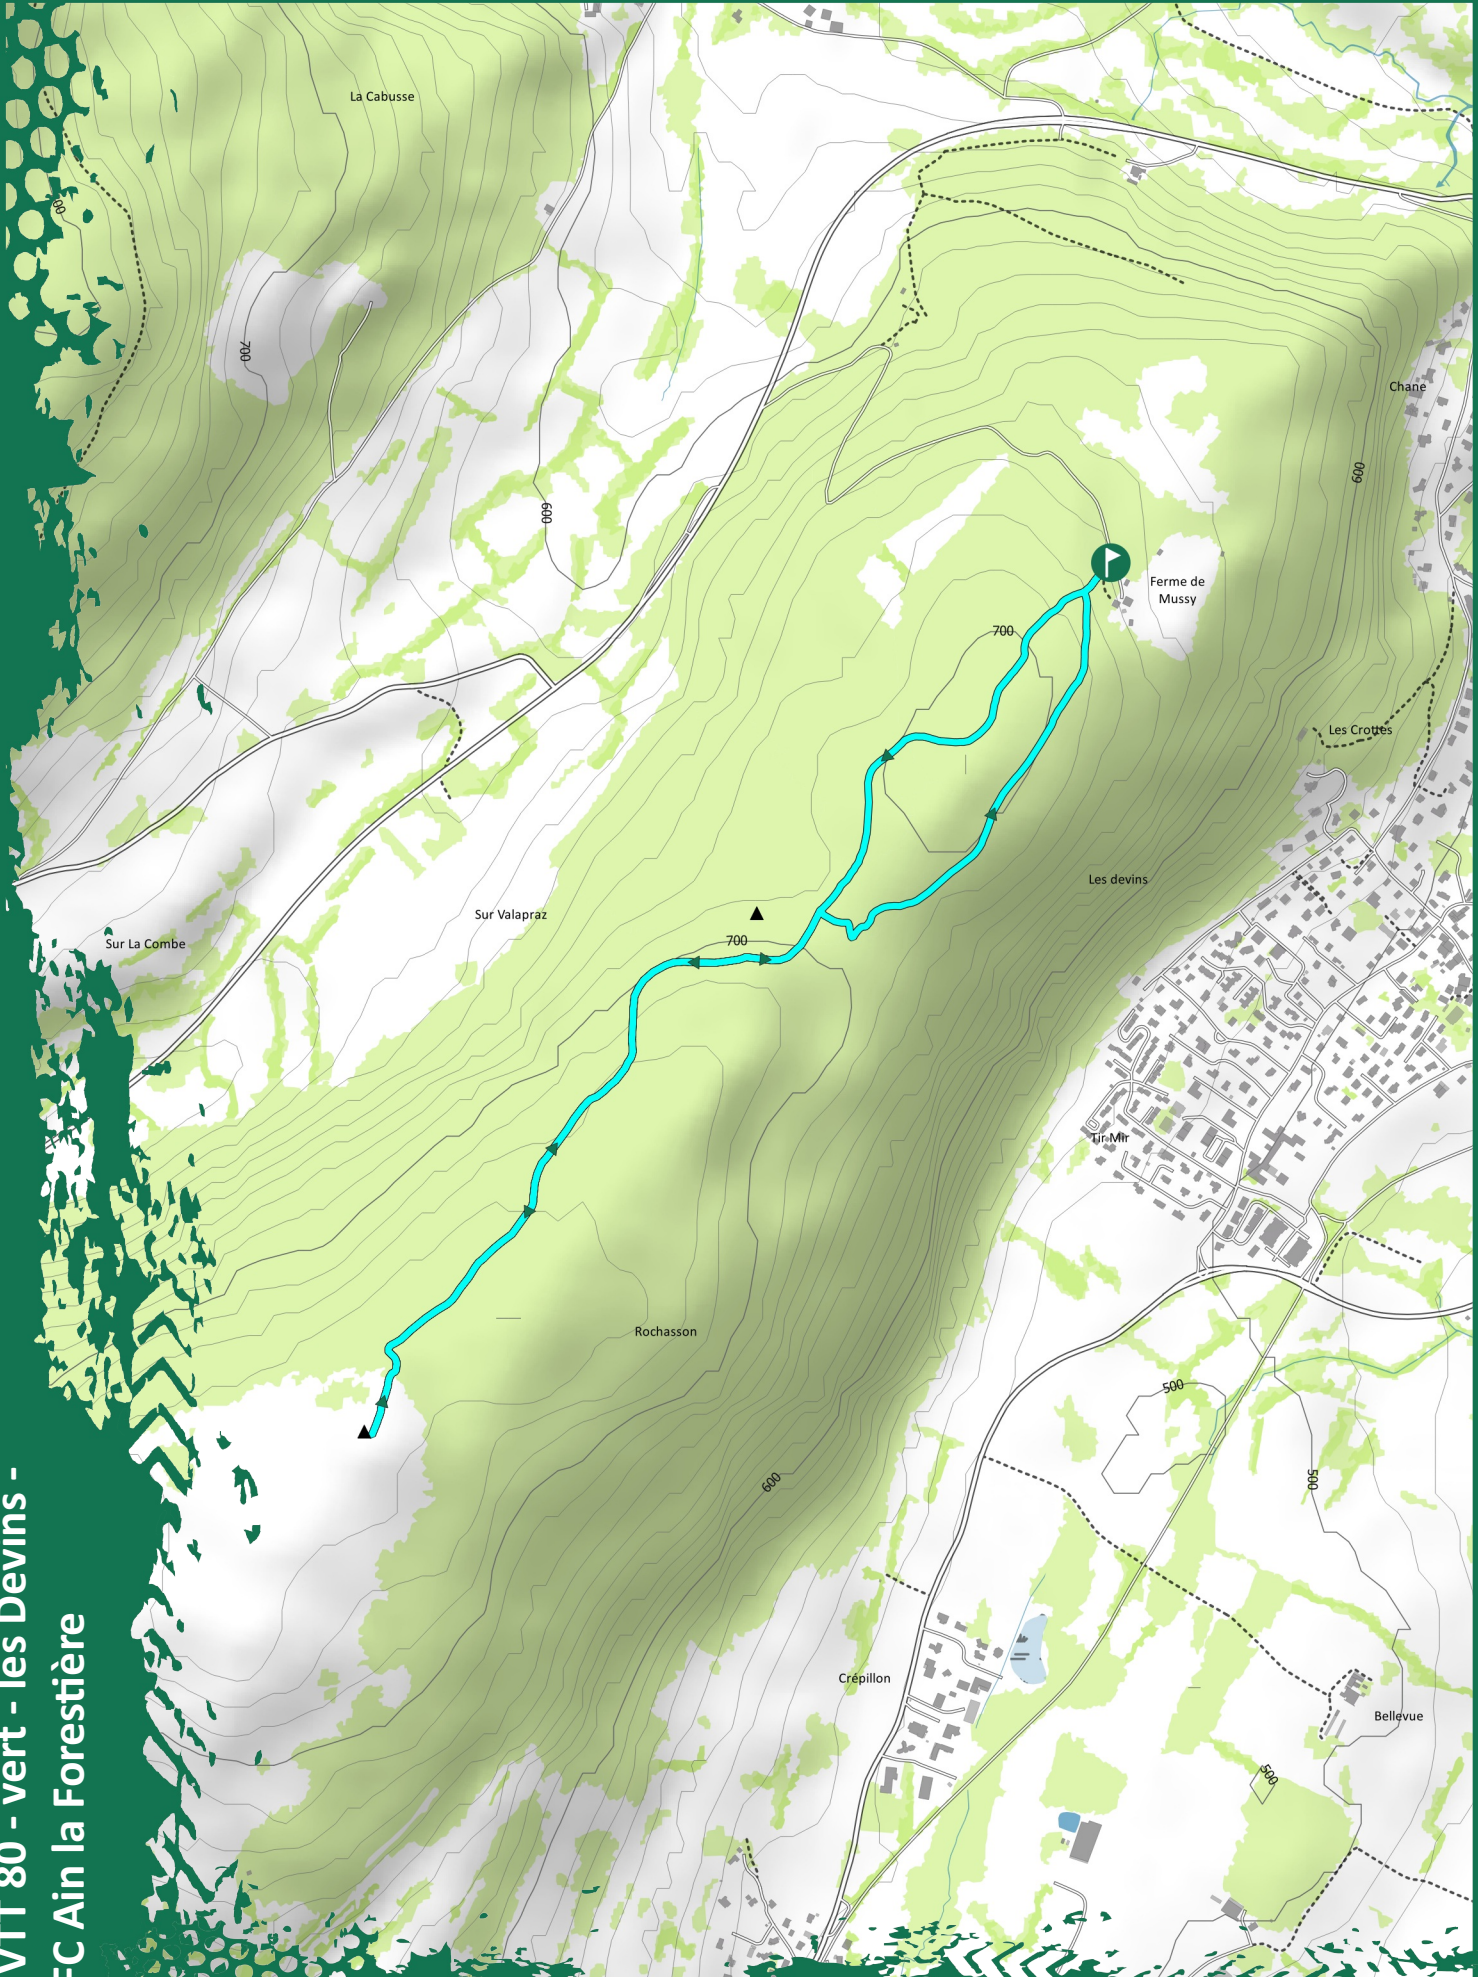 VTT 80 - vert - les Devins -
FC Ain la Forestière
La Cabusse
00
700
600
Chane
600
Ferme de
Mussy
700
Les Crottes
Les devins
Sur Valapraz
700
Sur La Combe
Tir Mir
Rochasson
500
500
600
Crépillon
Bellevue
500